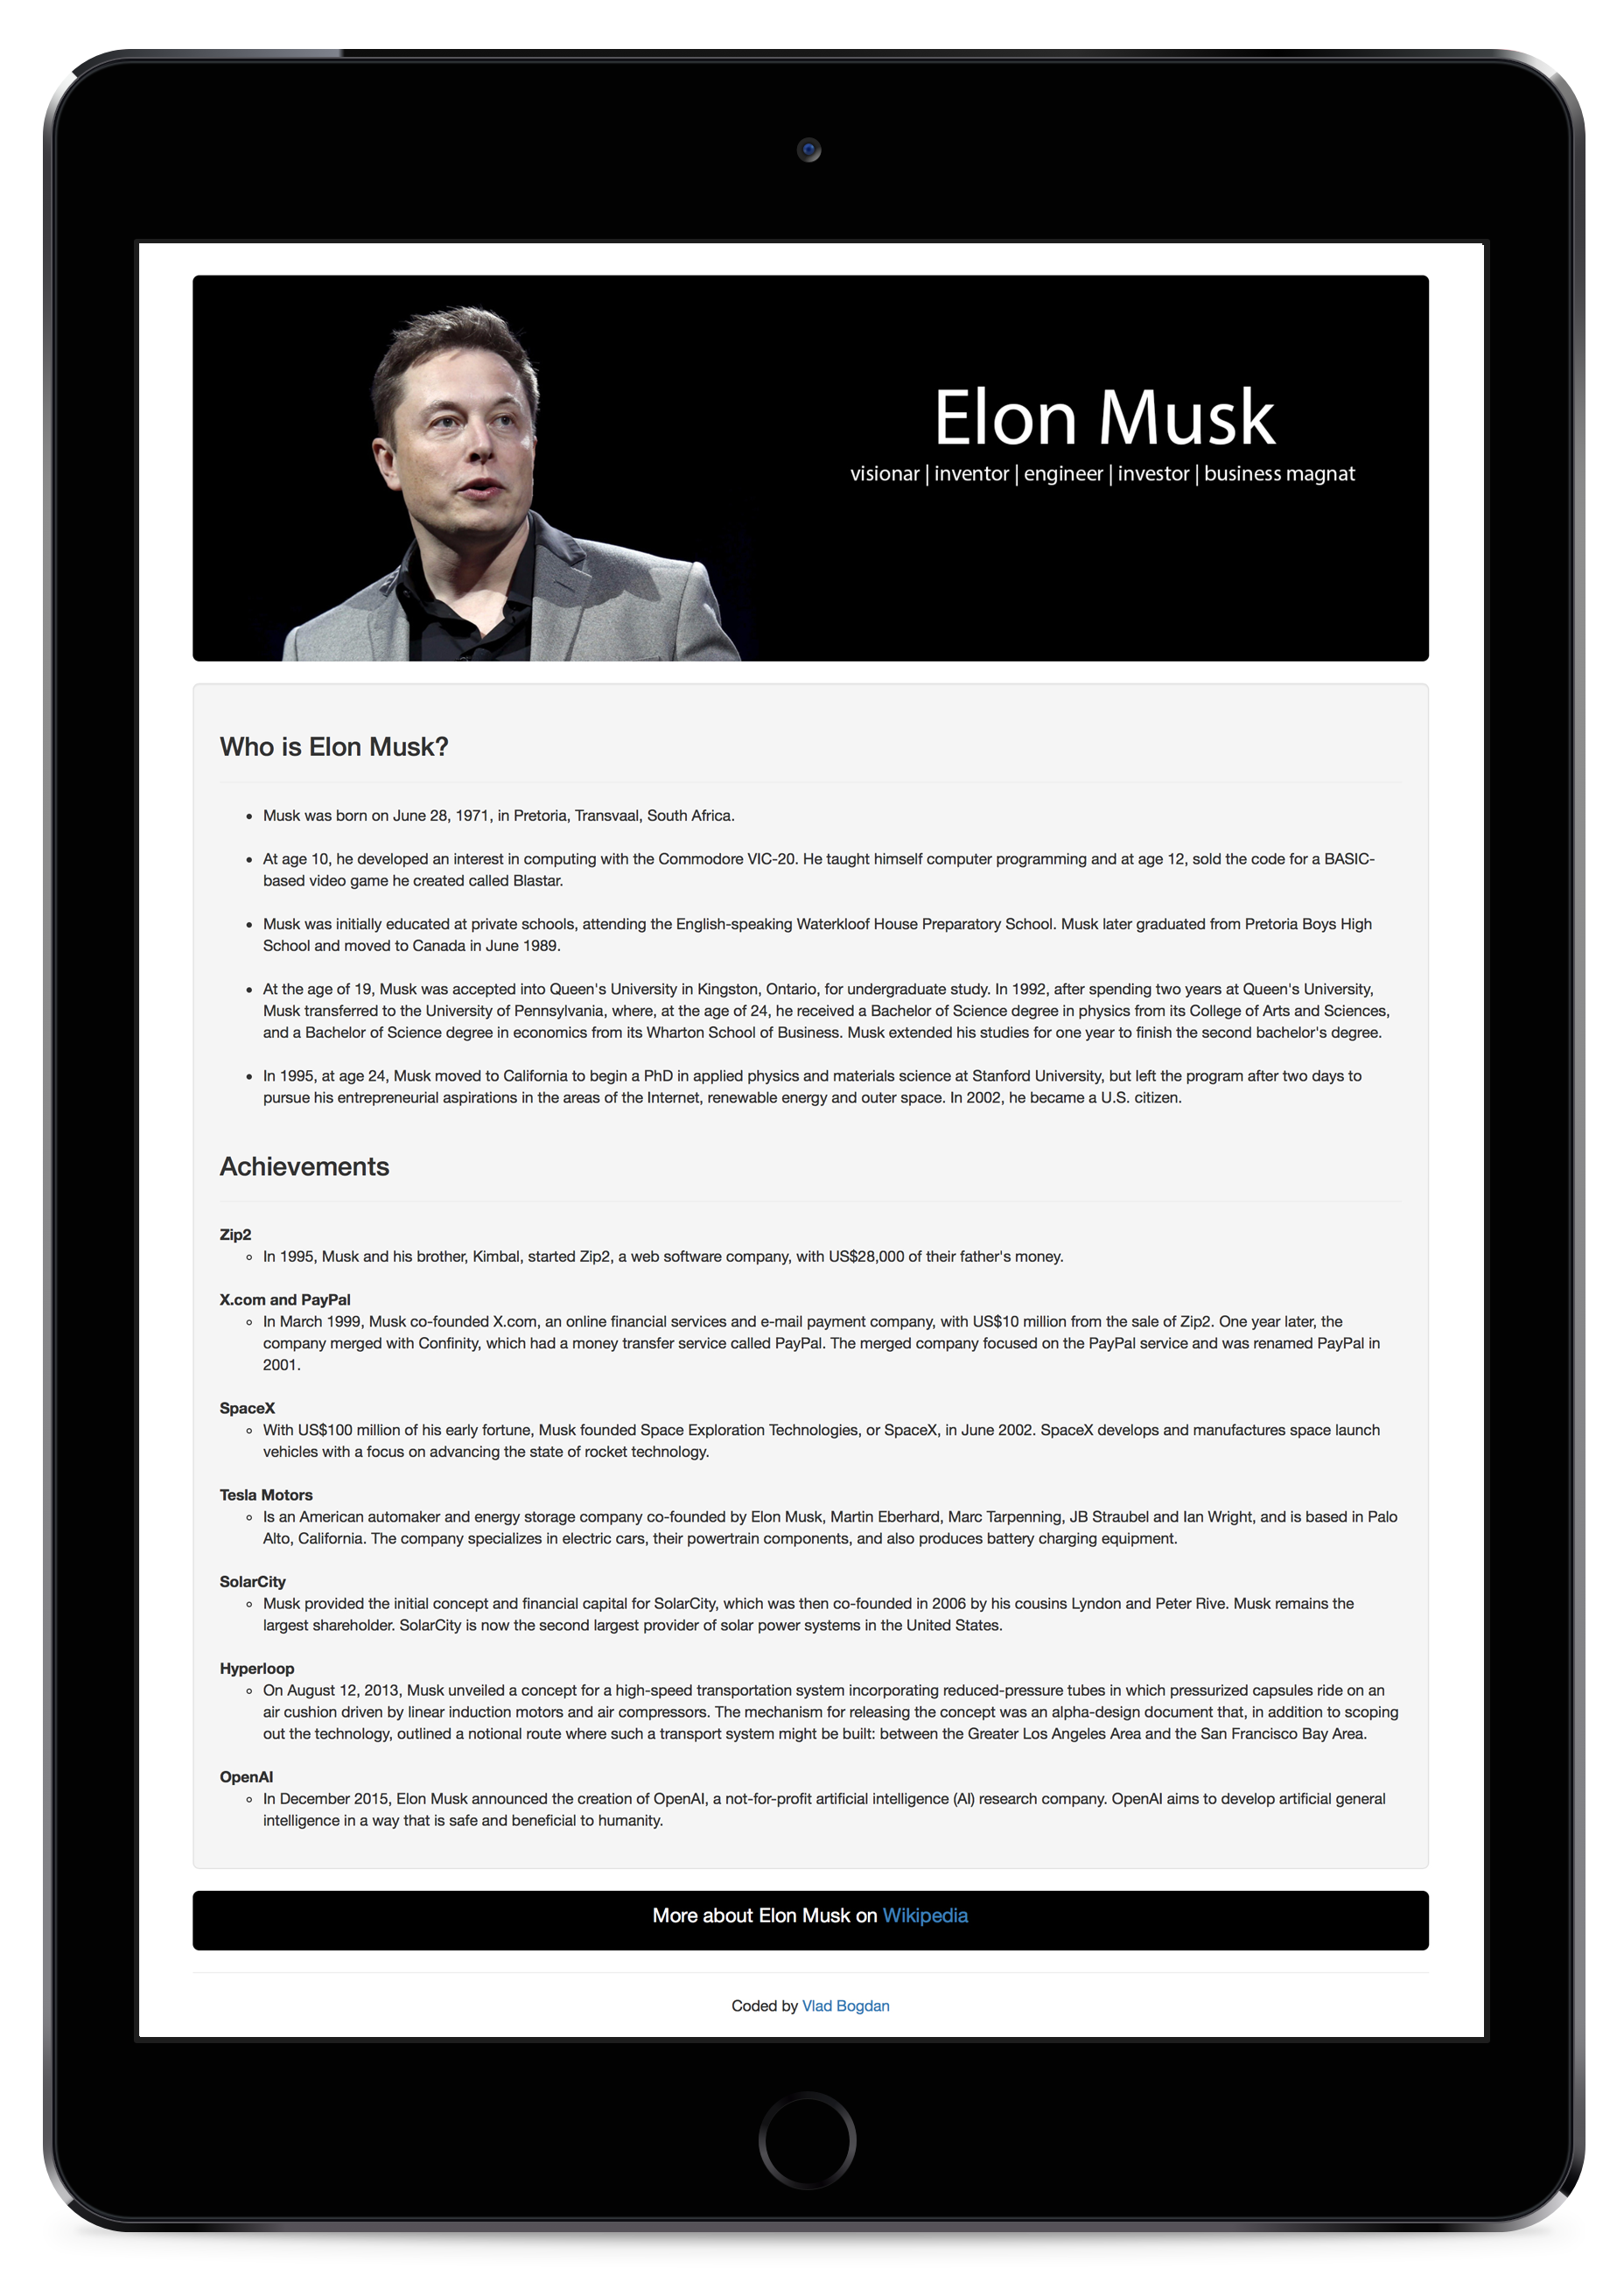 Elon Musk
visionar | inventor | engineer | investor | business magnat
Who is Elon Musk?
Musk was born on June 28, 1971, in Pretoria, Transvaal, South Africa.
At age 10, he developed an interest in computing with the Commodore VIC-20. He taught himself computer programming and at age 12, sold the code for a BASIC-
based video game he created called Blastar.
Musk was initially educated at private schools, attending the English-speaking Waterkloof House Preparatory School. Musk later graduated from Pretoria Boys High
School and moved to Canada in June 1989.
At the age of 19, Musk was accepted into Queen's University in Kingston, Ontario, for undergraduate study. In 1992, after spending two years at Queen's University,
Musk transferred to the University of Pennsylvania, where, at the age of 24, he received a Bachelor of Science degree in physics from its College of Arts and Sciences,
and a Bachelor of Science degree in economics from its Wharton School of Business. Musk extended his studies for one year to finish the second bachelor's degree.
In 1995, at age 24, Musk moved to California to begin a PhD in applied physics and materials science at Stanford University, but left the program after two days to
pursue his entrepreneurial aspirations in the areas of the Internet, renewable energy and outer space. In 2002, he became a U.S. citizen.
Achievements
Zip2
In 1995, Musk and his brother, Kimbal, started Zip2, a web software company, with US$28,000 of their father's money.
X.com and PayPal
In March 1999, Musk co-founded X.com, an online financial services and e-mail payment company, with US$10 million from the sale of Zip2. One year later, the
company merged with Confinity, which had a money transfer service called PayPal. The merged company focused on the PayPal service and was renamed PayPal in
2001.
SpaceX
With US$100 million of his early fortune, Musk founded Space Exploration Technologies, or SpaceX, in June 2002. SpaceX develops and manufactures space launch
vehicles with a focus on advancing the state of rocket technology.
Tesla Motors
Is an American automaker and energy storage company co-founded by Elon Musk, Martin Eberhard, Marc Tarpenning, JB Straubel and Ian Wright, and is based in Palo
Alto, California. The company specializes in electric cars, their powertrain components, and also produces battery charging equipment.
SolarCity
Musk provided the initial concept and financial capital for SolarCity, which was then co-founded in 2006 by his cousins Lyndon and Peter Rive. Musk remains the
largest shareholder. SolarCity is now the second largest provider of solar power systems in the United States.
Hyperloop
On August 12, 2013, Musk unveiled a concept for a high-speed transportation system incorporating reduced-pressure tubes in which pressurized capsules ride on an
air cushion driven by linear induction motors and air compressors. The mechanism for releasing the concept was an alpha-design document that, in addition to scoping
out the technology, outlined a notional route where such a transport system might be built: between the Greater Los Angeles Area and the San Francisco Bay Area.
OpenAI
In December 2015, Elon Musk announced the creation of OpenAI, a not-for-profit artificial intelligence (AI) research company. OpenAI aims to develop artificial general
intelligence in a way that is safe and beneficial to humanity.
More about Elon Musk on Wikipedia
Coded by Vlad Bogdan